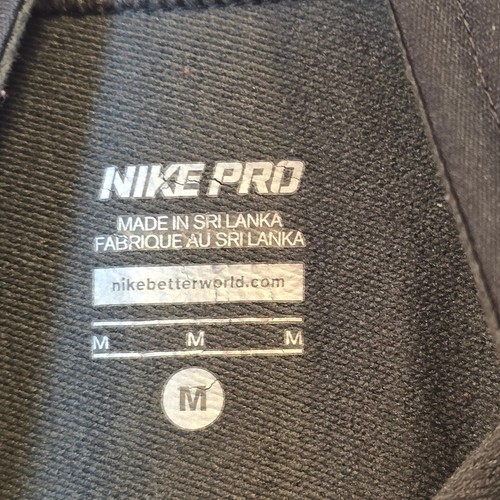 NIKE PRO
MADE IN SRI LANKA
FABRIQUE AU SRI LANKA
nikebetterworld.com
M M M
M